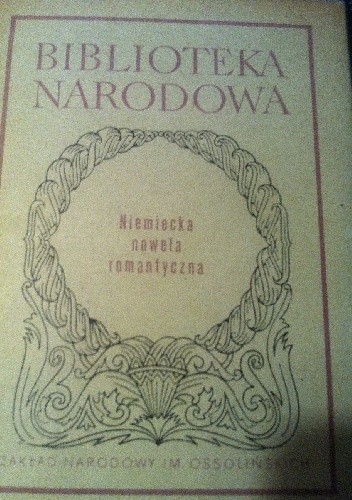 BIBLIOTEKA
NARODOWA
Niemiecka
nowela
romantyczna
ZAKŁAD NARODOWY IM. OSSOLIŃSKICH